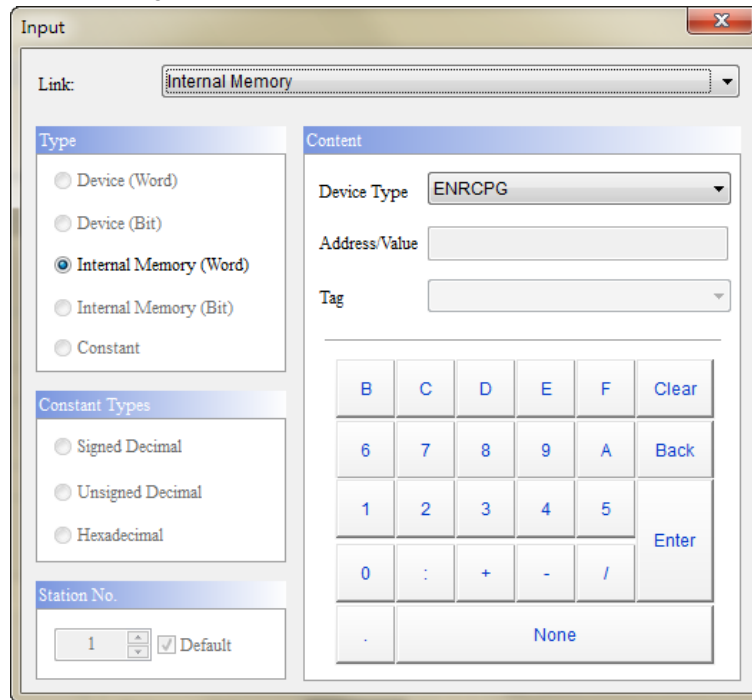 Input
Link: Internal Memory
Type
Device (Word)
Device (Bit)
Internal Memory (Word)
Internal Memory (Bit)
Constant
Constant Types
Signed Decimal
Unsigned Decimal
Hexadecimal
Station No.
1 Default
Content
Device Type ENRCPG
Address/Value
Tag
B C D E F Clear
6 7 8 9 A Back
1 2 3 4 5 Enter
0 : + - /
. None